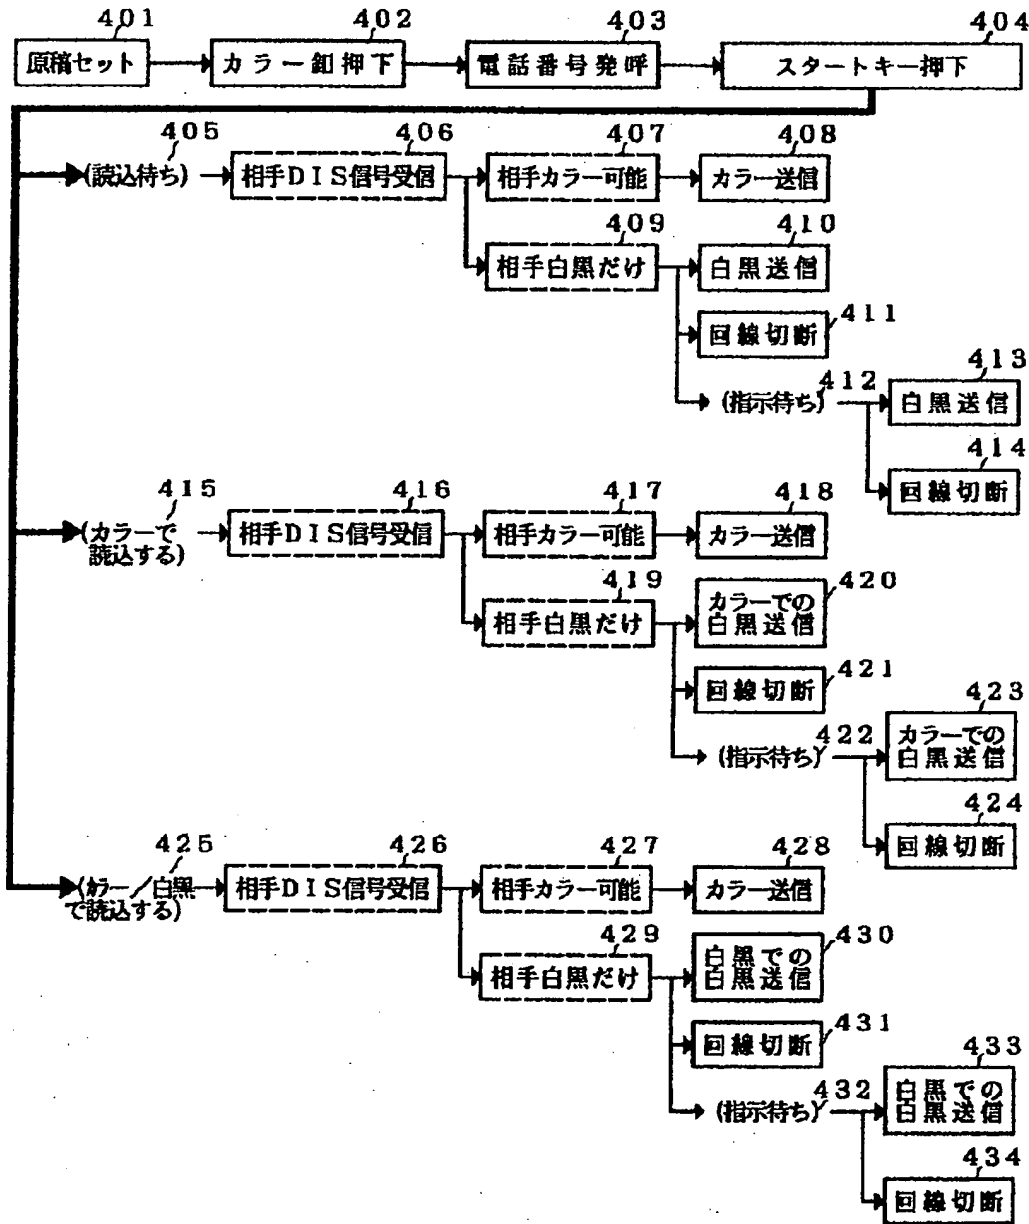 401 402 403 404
原稿セット カラー釦押下 電話番号発呼 スタートキー押下
405 406 407 408
(読込待ち) 相手DIS信号受信 相手カラー可能 カラー送信
409 410
相手白黒だけ 白黒送信
411
回線切断
412 413
(指示待ち) 白黒送信
414
回線切断
415 416 417 418
(カラーで 相手DIS信号受信 相手カラー可能 カラー送信
読込する)
419 420
相手白黒だけ カラーでの
白黒送信
421
回線切断
422 423
(指示待ち) カラーでの
白黒送信
424
回線切断
425 426 427 428
(カラー/白黒 相手DIS信号受信 相手カラー可能 カラー送信
で読込する)
429 430
相手白黒だけ 白黒での
白黒送信
431
回線切断
432 433
(指示待ち) 白黒での
白黒送信
434
回線切断